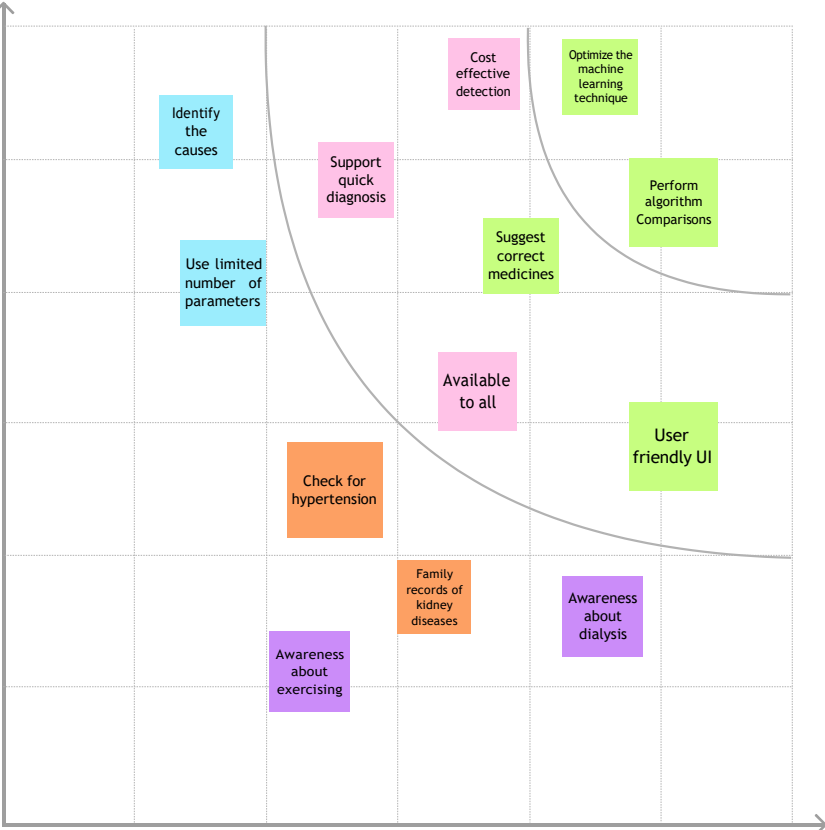 Cost
effective
detection
Optimize the
machine
learning
technique
Identify
the
causes
Support
quick
diagnosis
Perform
algorithm
Comparisons
Suggest
correct
medicines
Use limited
number of
parameters
Available
to all
User
friendly UI
Check for
hypertension
Family
records of
kidney
diseases
Awareness
about
dialysis
Awareness
about
exercising